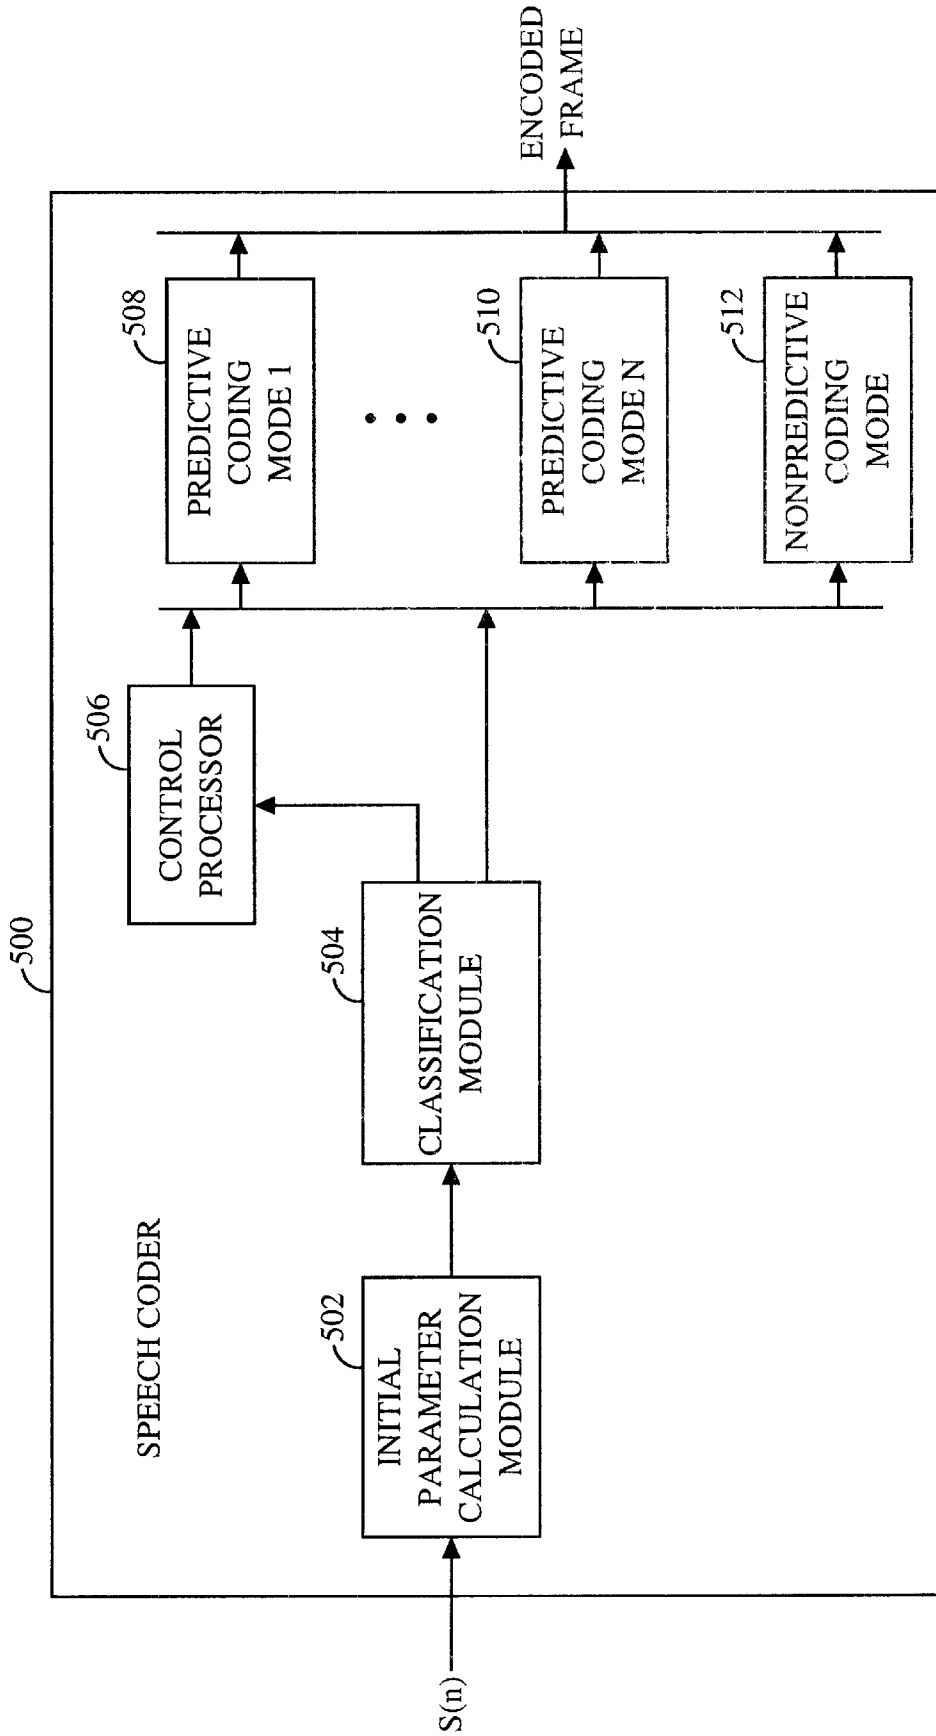 500
SPEECH CODER
S(n)
502
INITIAL
PARAMETER
CALCULATION
MODULE
504
CLASSIFICATION
MODULE
506
CONTROL
PROCESSOR
508
PREDICTIVE
CODING
MODE 1
510
PREDICTIVE
CODING
MODE N
512
NONPREDICTIVE
CODING
MODE
ENCODED
FRAME